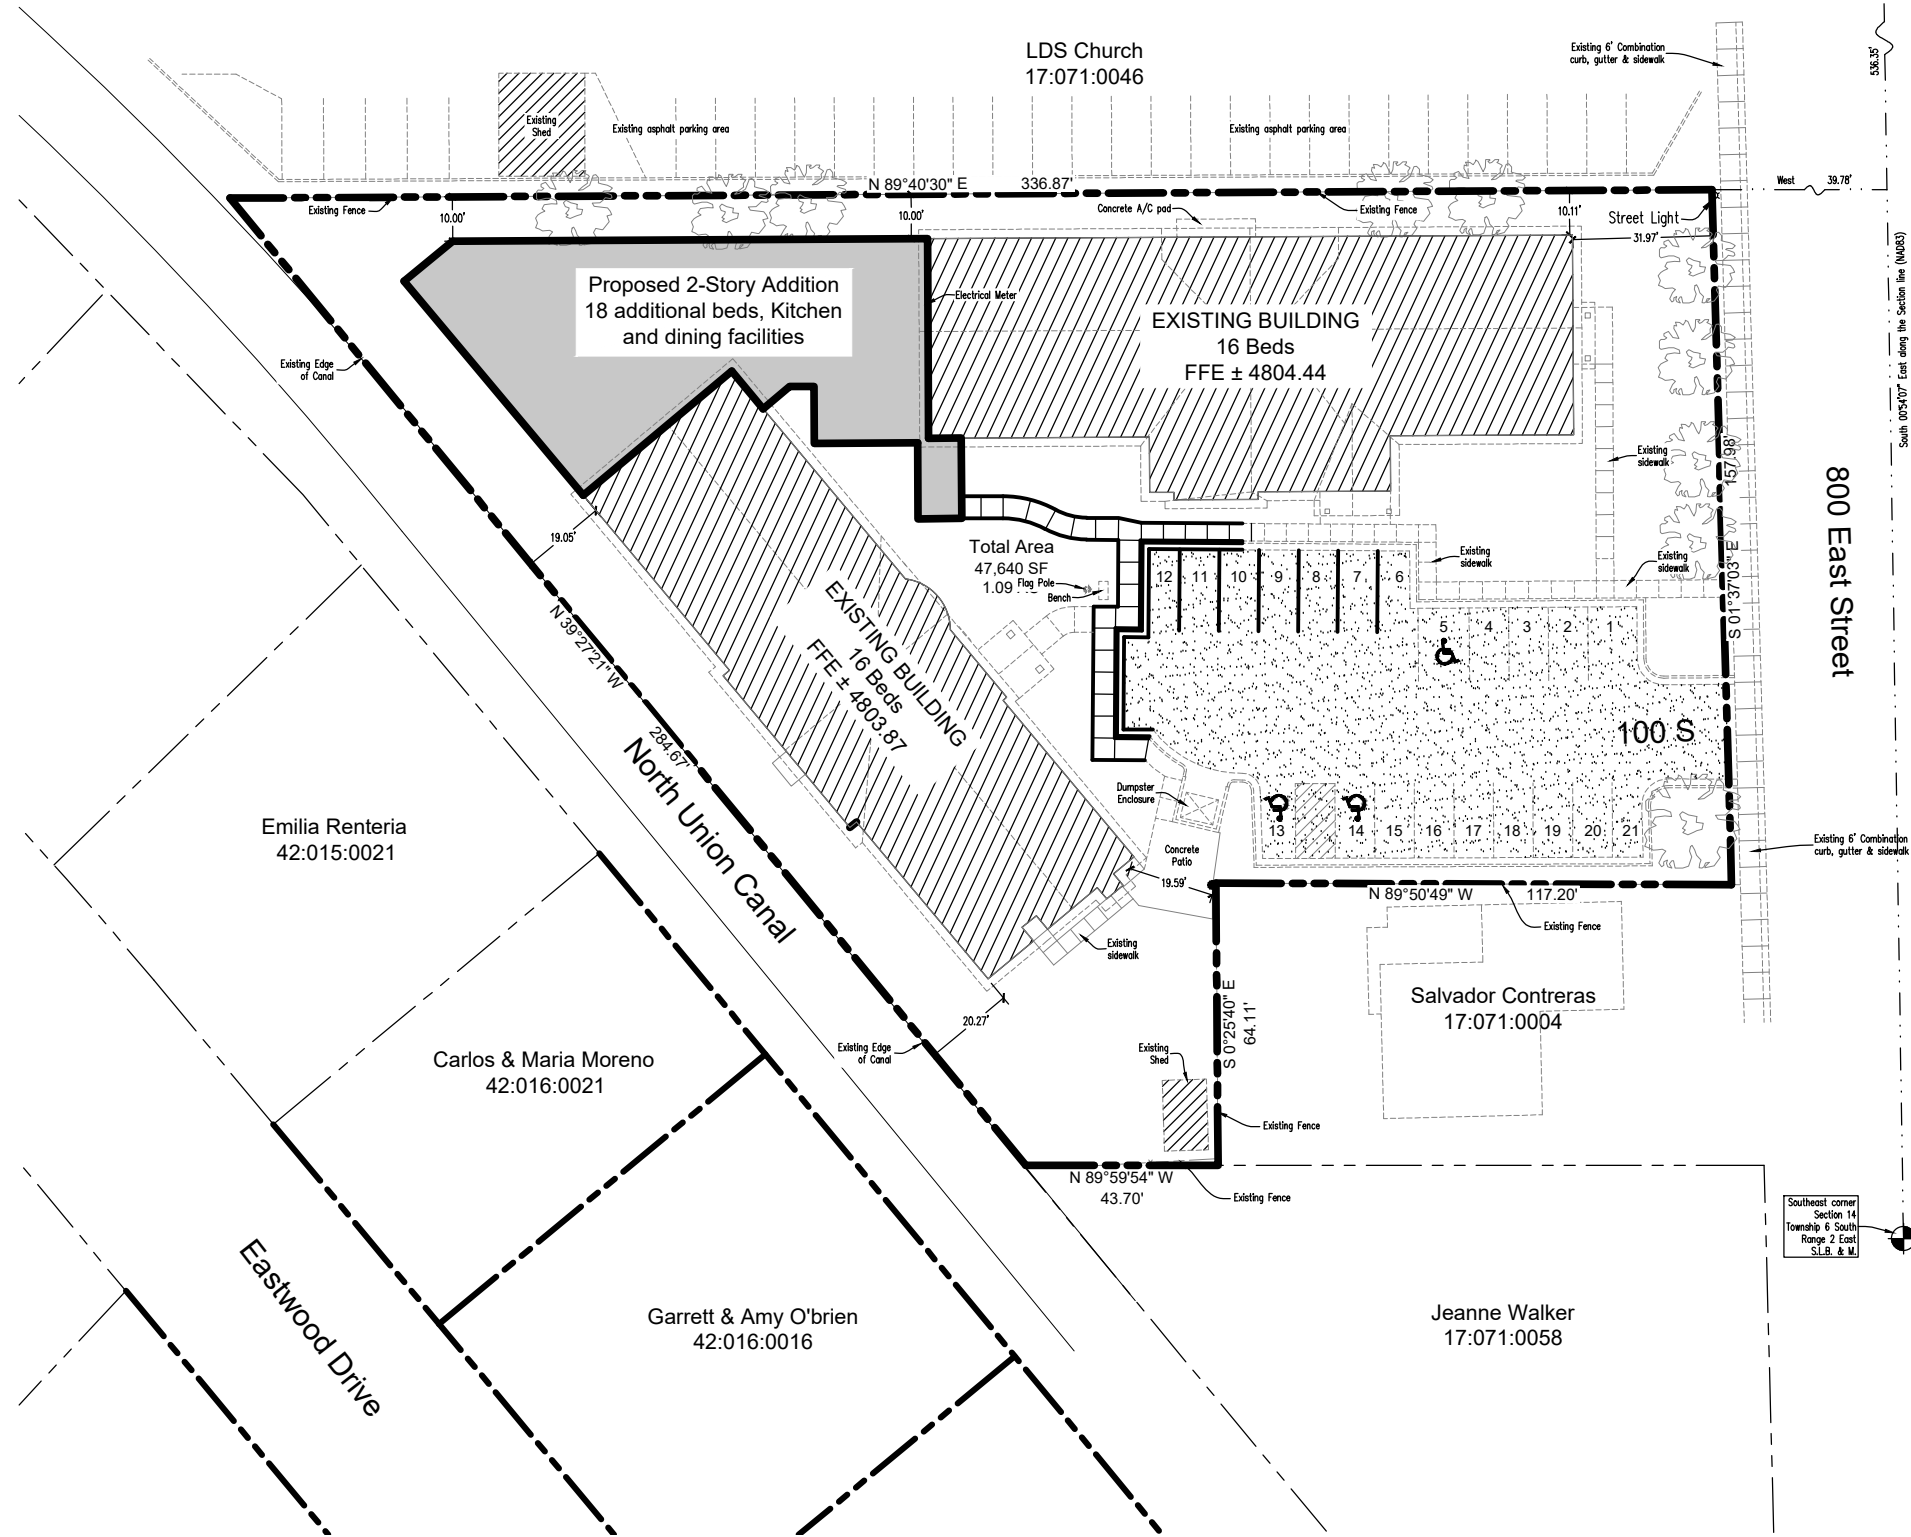 LDS Church
17:071:0046
Existing 6' Combination
curb, gutter & sidewalk
536.35'
Existing
Shed
Existing asphalt parking area
Existing asphalt parking area
N 89°40'30" E
336.87'
West
39.78'
Existing Fence
10.00'
10.00'
Concrete A/C pad
Existing Fence
10.11'
Street Light
31.97'
South 00°54'07" East along the Section line (NAD83)
Proposed 2-Story Addition
18 additional beds, Kitchen
and dining facilities
Electrical Meter
EXISTING BUILDING
16 Beds
FFE ± 4804.44
Existing Edge
of Canal
Existing
sidewalk
157.98'
S 01°37'03" E
800 East Street
19.05'
Total Area
47,640 SF
1.09
Flag Pole
Bench
Existing
sidewalk
Existing
sidewalk
12
11
10
9
8
7
6
5
4
3
2
1
N 39°27'21" W
284.67'
North Union Canal
EXISTING BUILDING
16 Beds
FFE ± 4803.87
100 S
Dumpster
Enclosure
13
14
15
16
17
18
19
20
21
Concrete
Patio
19.59'
Existing 6' Combination
curb, gutter & sidewalk
N 89°50'49" W
117.20'
Existing Fence
Emilia Renteria
42:015:0021
Existing
sidewalk
Salvador Contreras
17:071:0004
20.27'
S 0°25'40" E
64.11'
Existing Edge
of Canal
Existing
Shed
Carlos & Maria Moreno
42:016:0021
Existing Fence
N 89°59'54" W
43.70'
Existing Fence
Southeast corner
Section 14
Township 6 South
Range 2 East
S.L.B. & M.
Eastwood Drive
Garrett & Amy O'brien
42:016:0016
Jeanne Walker
17:071:0058